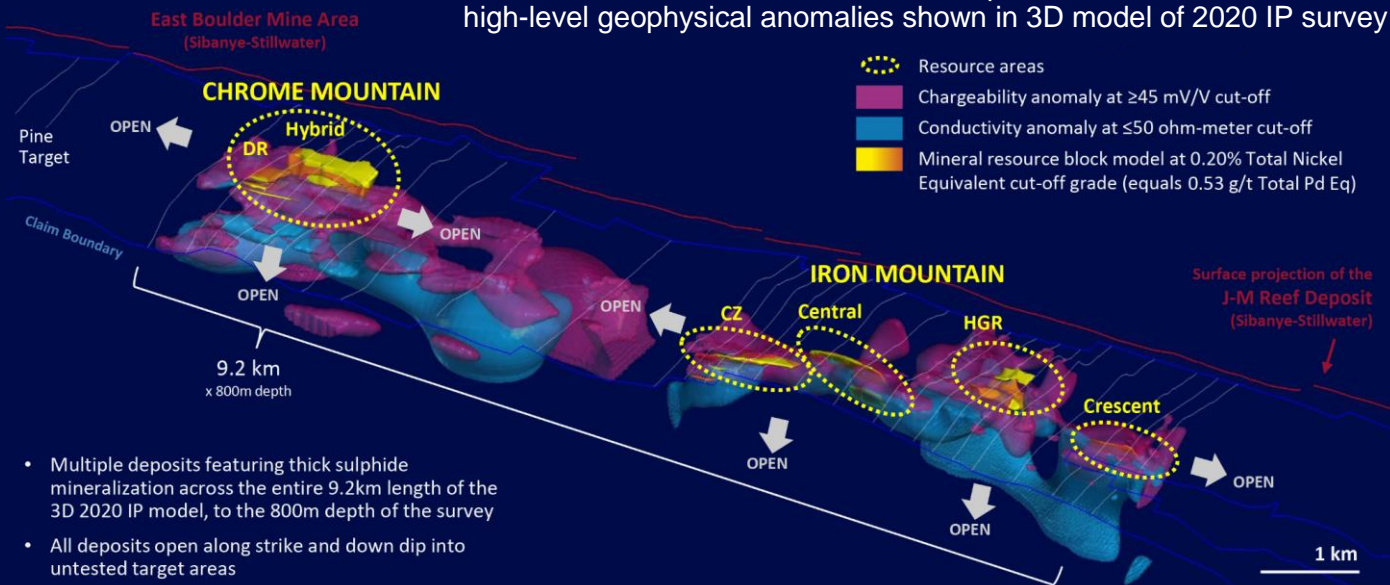 high-level geophysical anomalies shown in 3D model of 2020 IP survey
East Boulder Mine Area
(Sibanye-Stillwater)
Resource areas
Chargeability anomaly at ≥45 mV/V cut-off
Conductivity anomaly at ≤50 ohm-meter cut-off
Mineral resource block model at 0.20% Total Nickel
Equivalent cut-off grade (equals 0.53 g/t Total Pd Eq)
CHROME MOUNTAIN
Pine
Target
OPEN
Hybrid
DR
Claim Boundary
OPEN
OPEN
OPEN
IRON MOUNTAIN
CZ
Central
HGR
Crescent
Surface projection of the
J-M Reef Deposit
(Sibanye-Stillwater)
9.2 km
x 800m depth
OPEN
OPEN
OPEN
• Multiple deposits featuring thick sulphide
mineralization across the entire 9.2km length of the
3D 2020 IP model, to the 800m depth of the survey
• All deposits open along strike and down dip into
untested target areas
1 km